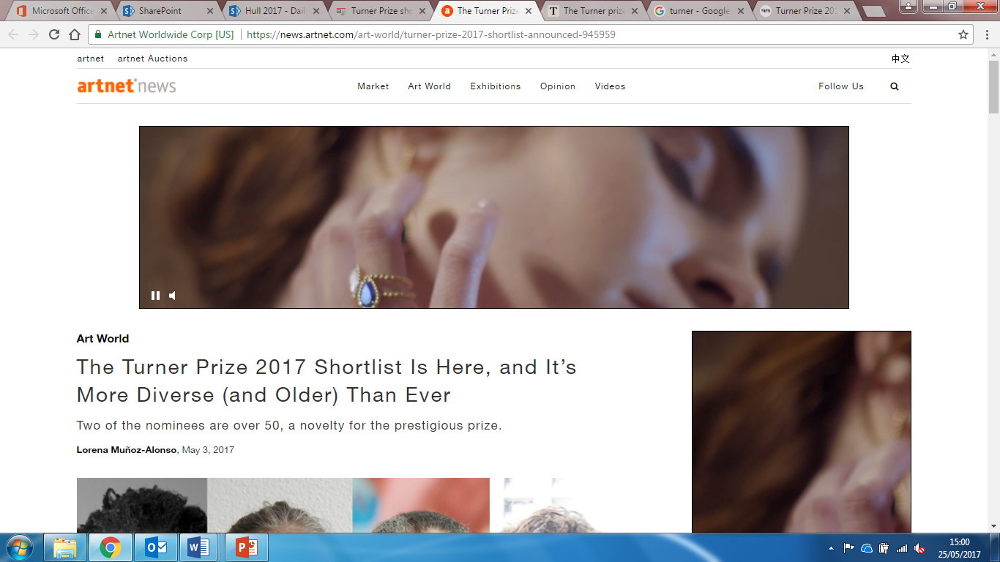 Microsoft Office
SharePoint
Hull 2017 - Dail
Turner Prize sho
The Turner Prize
The Turner prize
turner - Google
Turner Prize 201
Artnet Worldwide Corp [US]
https://news.artnet.com/art-world/turner-prize-2017-shortlist-announced-945959
artnet artnet Auctions 中文
artnet news Market Art World Exhibitions Opinion Videos Follow Us
Art World
The Turner Prize 2017 Shortlist Is Here, and It's
More Diverse (and Older) Than Ever
Two of the nominees are over 50, a novelty for the prestigious prize.
Lorena Muñoz-Alonso, May 3, 2017
15:00
25/05/2017